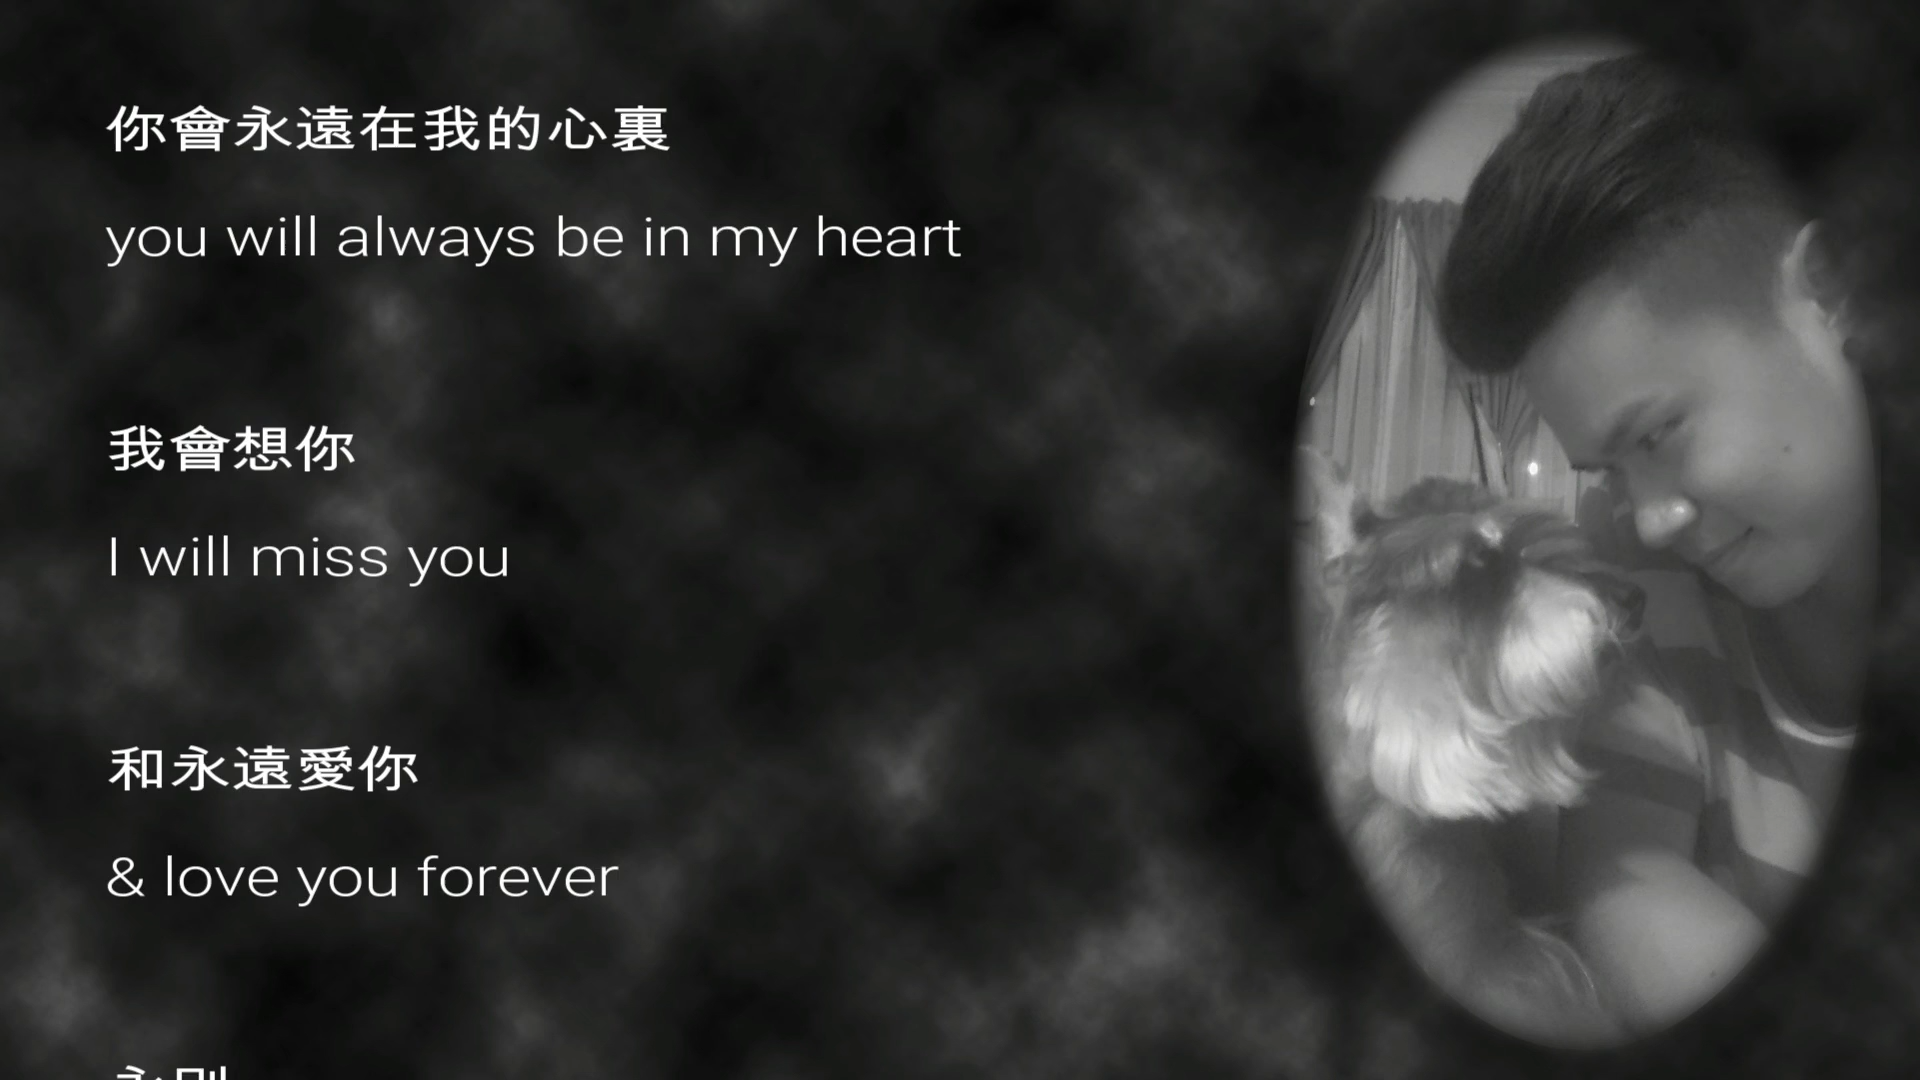 你會永遠在我的心裏
you will always be in my heart
我會想你
I will miss you
和永遠愛你
& love you forever